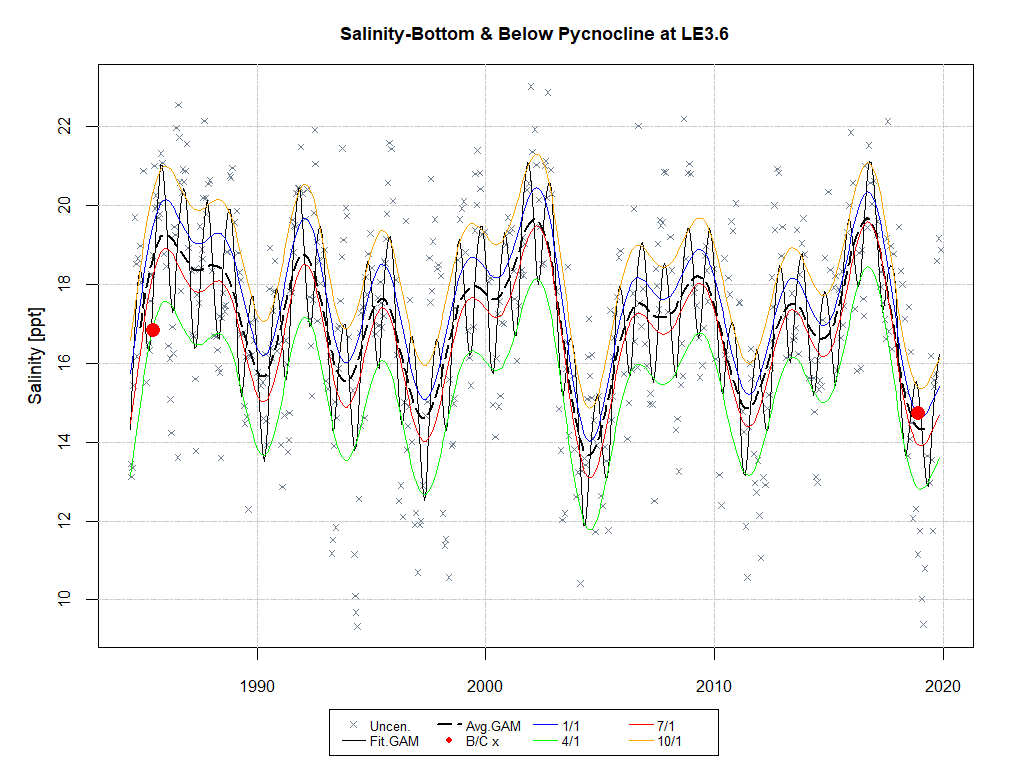 Salinity-Bottom & Below Pycnocline at LE3.6
Salinity [ppt]
22
20
18
16
14
12
10
1990 2000 2010 2020
Uncen. Avg.GAM 1/1 7/1
Fit.GAM B/C x 4/1 10/1